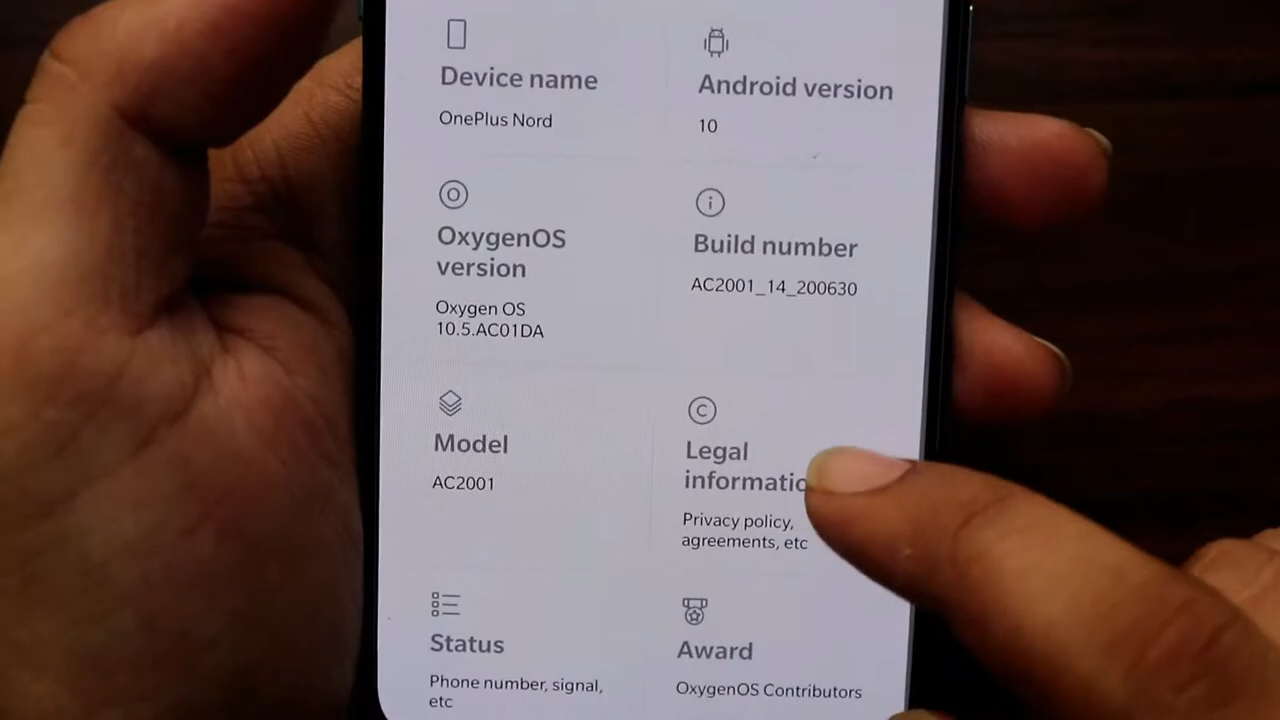 Device name
OnePlus Nord
Android version
10
OxygenOS
version
Oxygen OS
10.5.AC01DA
Build number
AC2001_14_200630
Model
AC2001
Legal
informatio
Privacy policy,
agreements, etc
Status
Phone number, signal,
etc
Award
OxygenOS Contributors